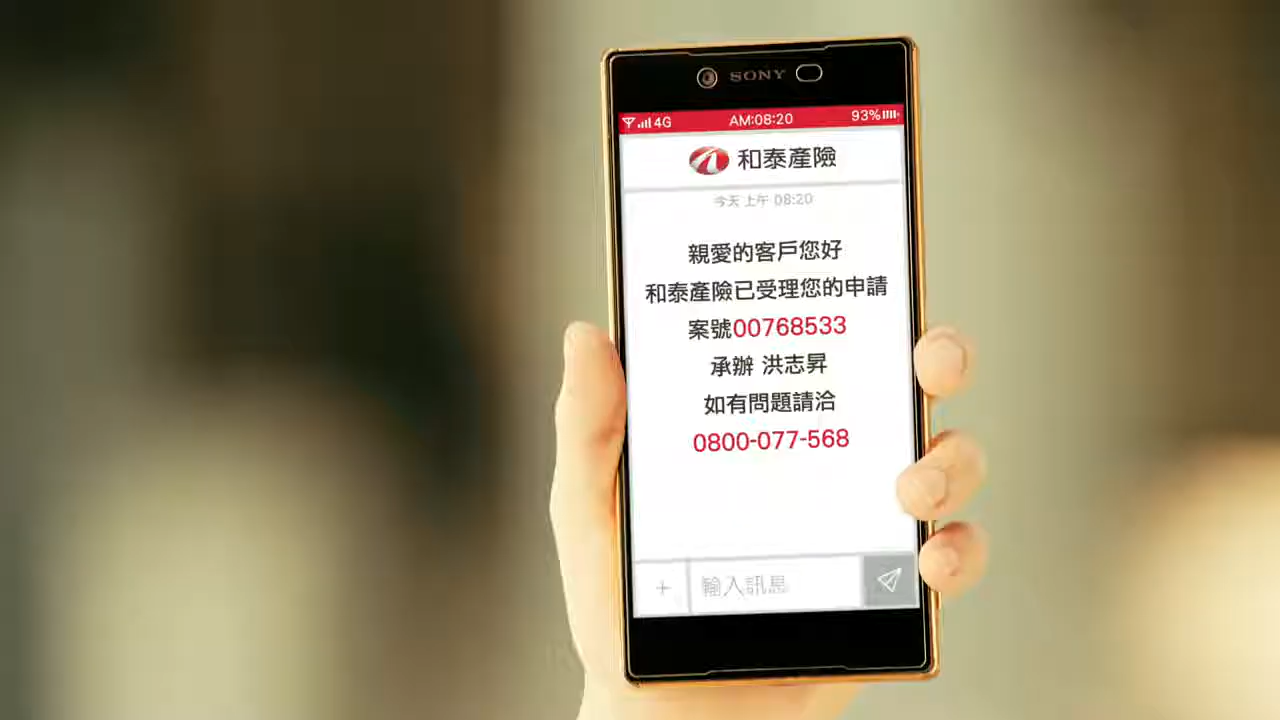 SONY
4G AM:08:20 93%
和泰產險
今天 上午 08:20
親愛的客戶您好
和泰產險已受理您的申請
案號00768533
承辦 洪志昇
如有問題請洽
0800-077-568
+ 輸入訊息